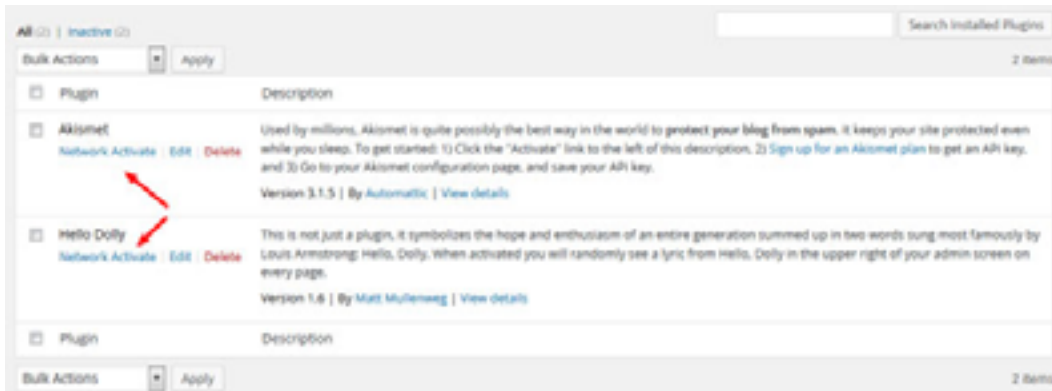 All (2) | Inactive (2)
Search Installed Plugins
Bulk Actions Apply
2 items
Plugin Description
Akismet
Network Activate | Edit | Delete
Used by millions, Akismet is quite possibly the best way in the world to protect your blog from spam. It keeps your site protected even
while you sleep. To get started: 1) Click the "Activate" link to the left of this description, 2) Sign up for an Akismet plan to get an API key,
and 3) Go to your Akismet configuration page, and save your API key.
Version 3.1.5 | By Automattic | View details
Hello Dolly
Network Activate | Edit | Delete
This is not just a plugin, it symbolizes the hope and enthusiasm of an entire generation summed up in two words sung most famously by
Louis Armstrong: Hello, Dolly. When activated you will randomly see a lyric from Hello, Dolly in the upper right of your admin screen on
every page.
Version 1.6 | By Matt Mullenweg | View details
Plugin Description
Bulk Actions Apply
2 items